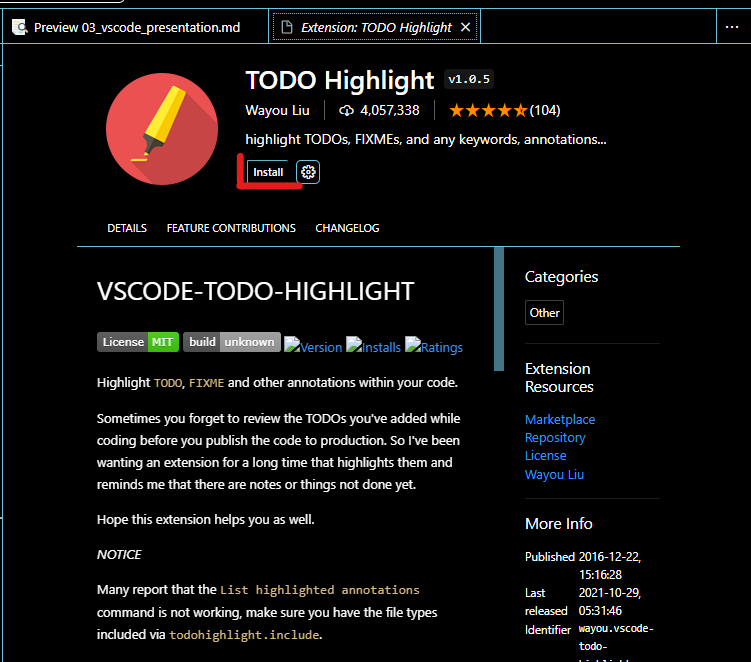 Preview 03_vscode_presentation.md
Extension: TODO Highlight
TODO Highlight v1.0.5
Wayou Liu 4,057,338 (104)
highlight TODOs, FIXMEs, and any keywords, annotations...
Install
DETAILS FEATURE CONTRIBUTIONS CHANGELOG
VSCODE-TODO-HIGHLIGHT
License MIT build unknown Version Installs Ratings
Highlight TODO, FIXME and other annotations within your code.
Sometimes you forget to review the TODOs you've added while
coding before you publish the code to production. So I've been
wanting an extension for a long time that highlights them and
reminds me that there are notes or things not done yet.
Hope this extension helps you as well.
NOTICE
Many report that the List highlighted annotations
command is not working, make sure you have the file types
included via todohighlight.include.
Categories
Other
Extension
Resources
Marketplace
Repository
License
Wayou Liu
More Info
Published 2016-12-22,
15:16:28
Last 2021-10-29,
released 05:31:46
Identifier wayou.vscode-
todo-